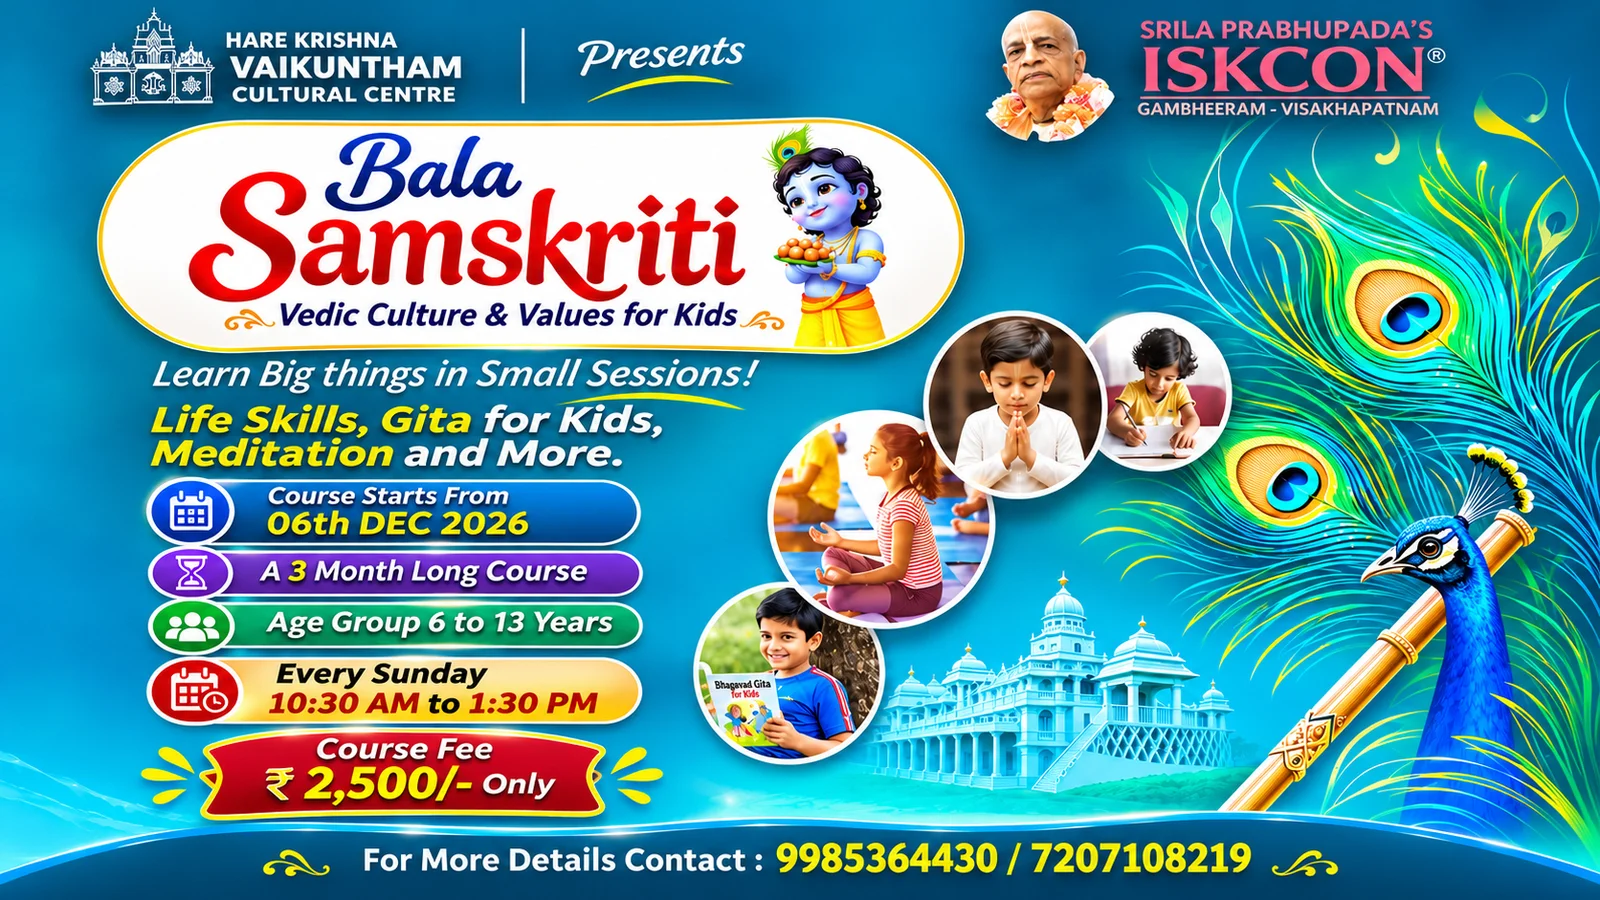 HARE KRISHNA
VAIKUNTHAM
CULTURAL CENTRE
Presents
SRILA PRABHUPADA'S
ISKCON®
GAMBHEERAM - VISAKHAPATNAM
Bala
Samskriti
Vedic Culture & Values for Kids
Learn Big things in Small Sessions!
Life Skills, Gita for Kids,
Meditation and More.
Course Starts From
06th DEC 2026
A 3 Month Long Course
Age Group 6 to 13 Years
Every Sunday
10:30 AM to 1:30 PM
Course Fee
₹ 2,500/- Only
Bhagavad Gita
for Kids
For More Details Contact : 9985364430 / 7207108219